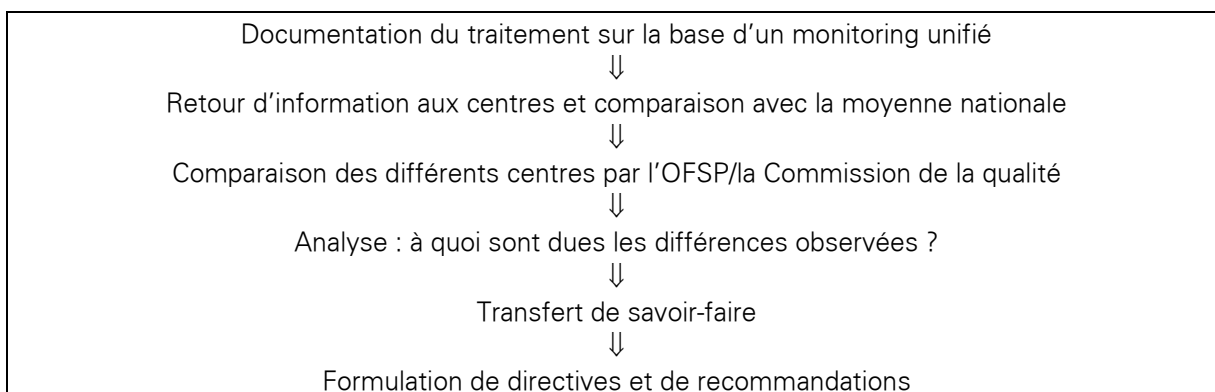 Documentation du traitement sur la base d’un monitoring unifié
⇓
Retour d’information aux centres et comparaison avec la moyenne nationale
⇓
Comparaison des différents centres par l’OFSP/la Commission de la qualité
⇓
Analyse : à quoi sont dues les différences observées ?
⇓
Transfert de savoir-faire
⇓
Formulation de directives et de recommandations